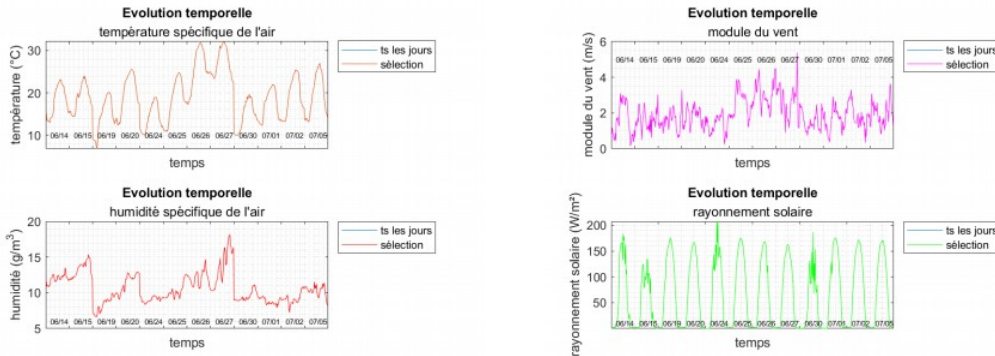 Evolution temporelle
température spècifique de l'air
température (°C)
30
20
10
06/14 06/15 06/19 06/20 06/24 06/25 06/26 06/27 06/30 07/01 07/02 07/05
temps
ts les jours
sélection
Evolution temporelle
module du vent
module du vent (m/s)
6
4
2
0
06/14 06/15 06/19 06/20 06/24 06/25 06/26 06/27 06/30 07/01 07/02 07/05
temps
ts les jours
sélection
Evolution temporelle
humidité spècifique de l'air
humidité (g/m³)
20
15
10
5
06/14 06/15 06/19 06/20 06/24 06/25 06/26 06/27 06/30 07/01 07/02 07/05
temps
ts les jours
sélection
Evolution temporelle
rayonnement solaire
rayonnement solaire (W/m²)
200
150
100
50
06/14 06/15 06/19 06/20 06/24 06/25 06/26 06/27 06/30 07/01 07/02 07/05
temps
ts les jours
sélection